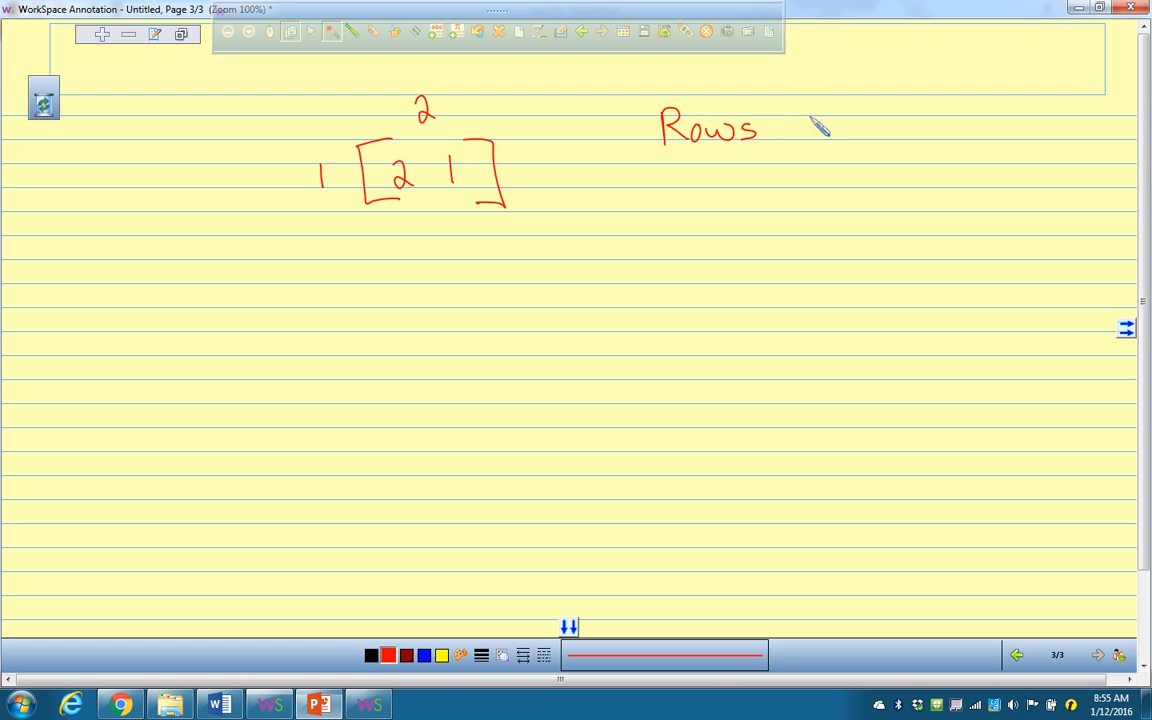 WorkSpace Annotation - Untitled, Page 3/3 (Zoom 100%) *
2
Rows
1 [ 2 1 ]
3/3
8:55 AM
1/12/2016